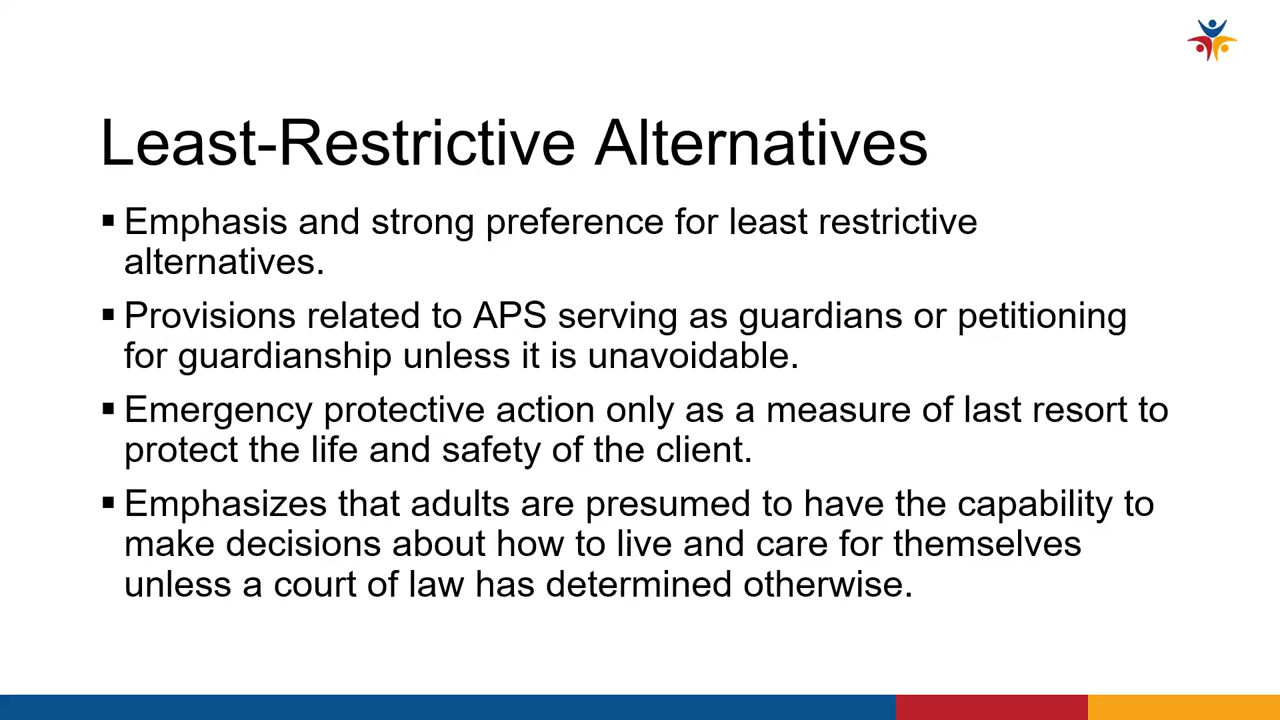 Least-Restrictive Alternatives
▪ Emphasis and strong preference for least restrictive
alternatives.
▪ Provisions related to APS serving as guardians or petitioning
for guardianship unless it is unavoidable.
▪ Emergency protective action only as a measure of last resort to
protect the life and safety of the client.
▪ Emphasizes that adults are presumed to have the capability to
make decisions about how to live and care for themselves
unless a court of law has determined otherwise.